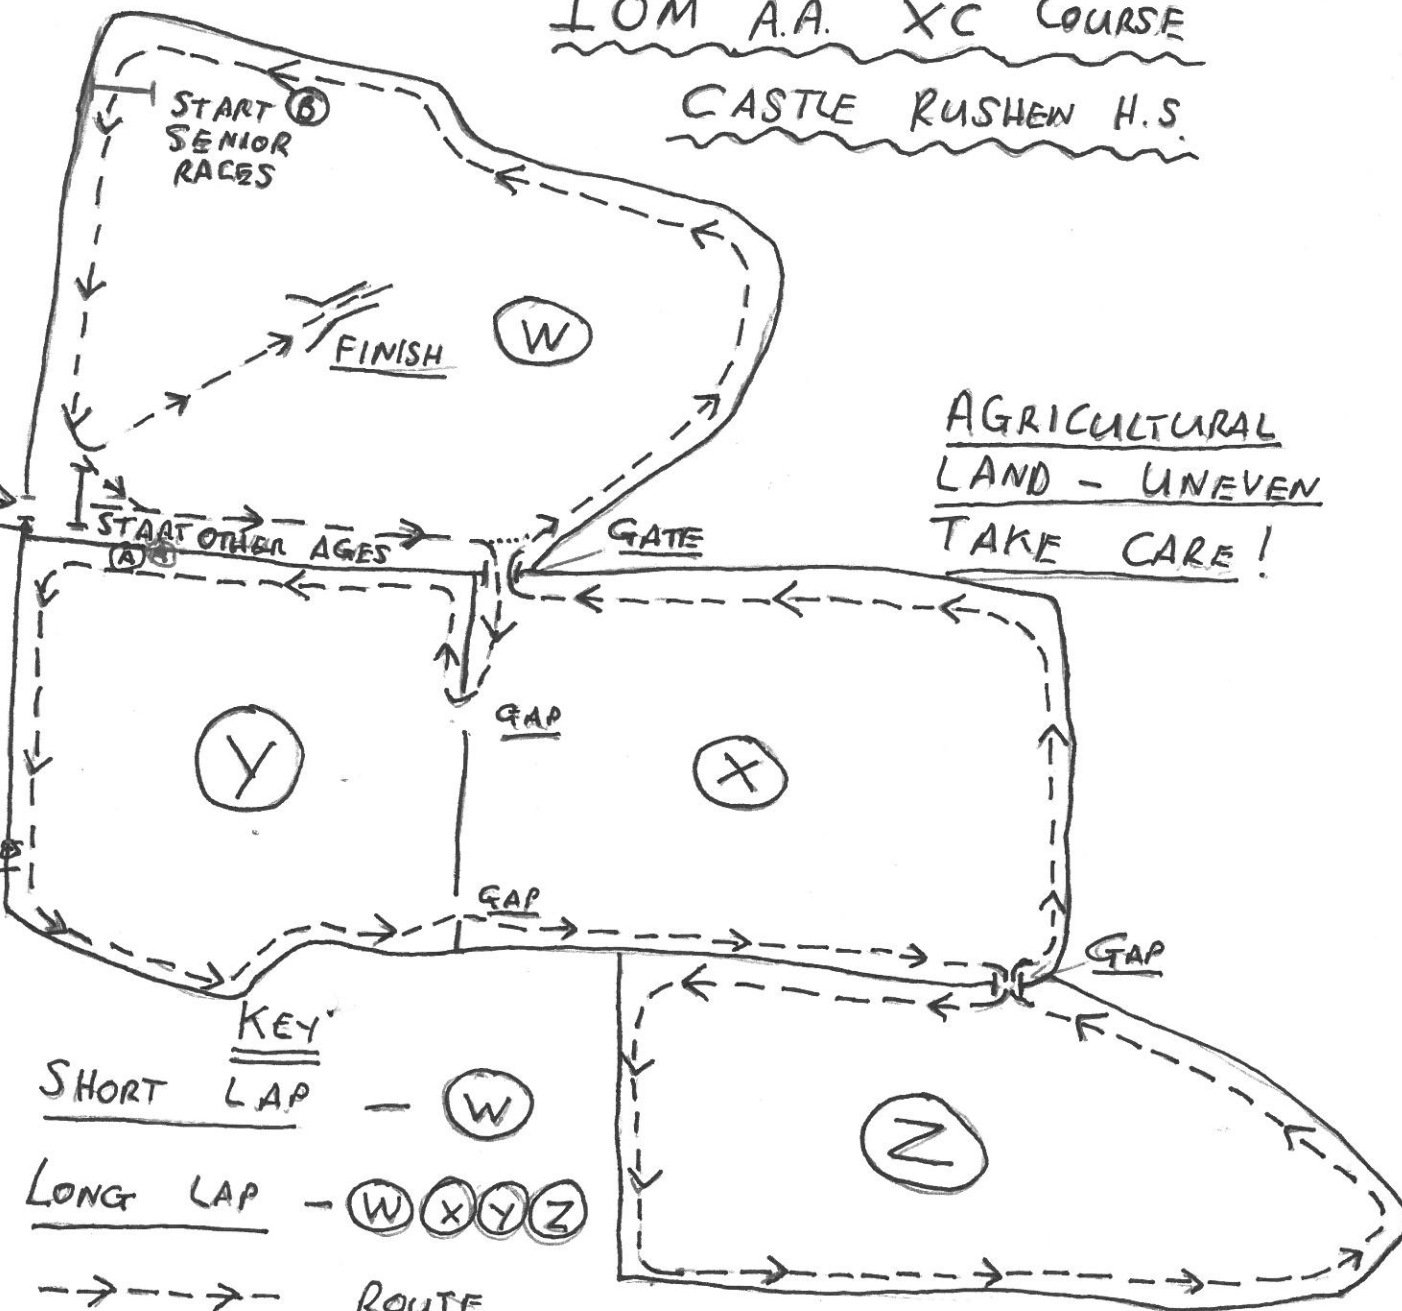 IOM A.A. XC COURSE
CASTLE RUSHEN H.S.
START B
SENIOR
RACES
FINISH
W
AGRICULTURAL
LAND - UNEVEN
TAKE CARE!
START OTHER AGES
A
GATE
GAP
Y
X
GAP
GAP
KEY
SHORT LAP - W
Z
LONG LAP - W X Y Z
ROUTE